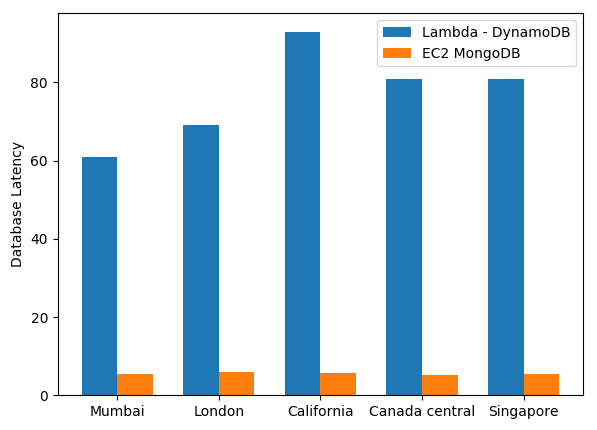 Lambda - DynamoDB
EC2 MongoDB
Database Latency
80
60
40
20
0
Mumbai London California Canada central Singapore